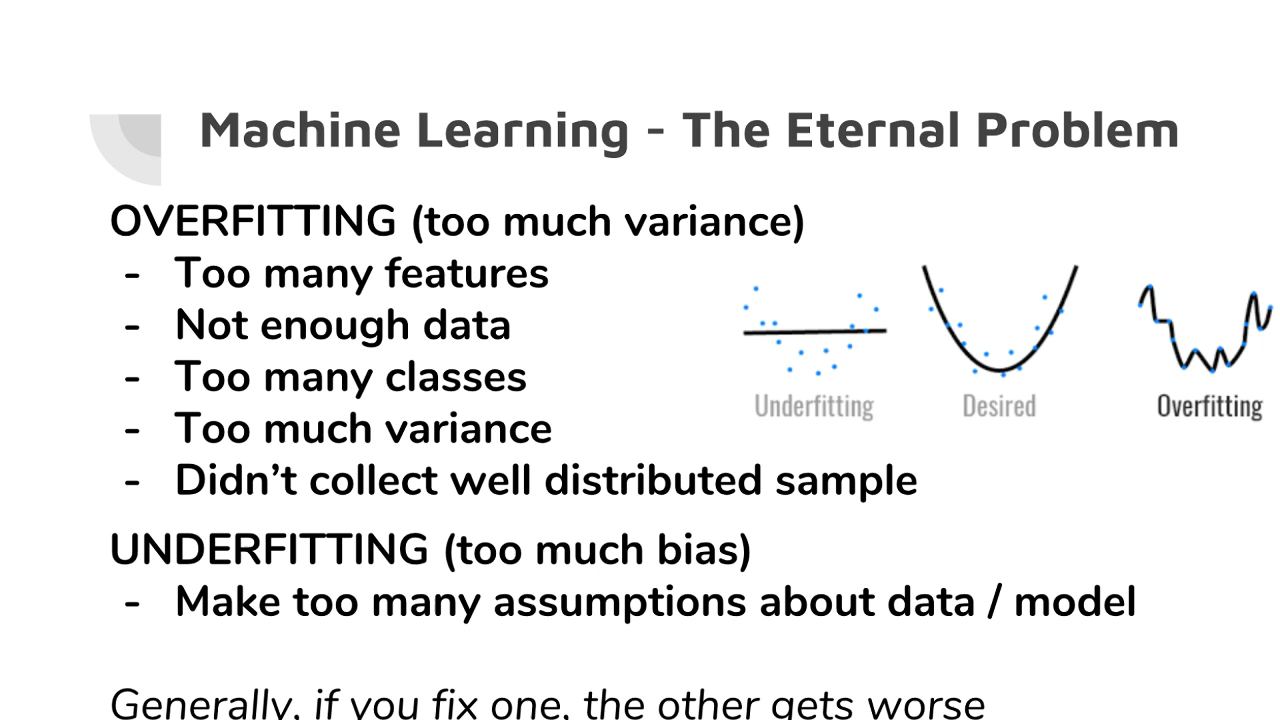 Machine Learning - The Eternal Problem
OVERFITTING (too much variance)
- Too many features
- Not enough data
- Too many classes
- Too much variance
- Didn’t collect well distributed sample
Underfitting
Desired
Overfitting
UNDERFITTING (too much bias)
- Make too many assumptions about data / model
Generally, if you fix one, the other gets worse